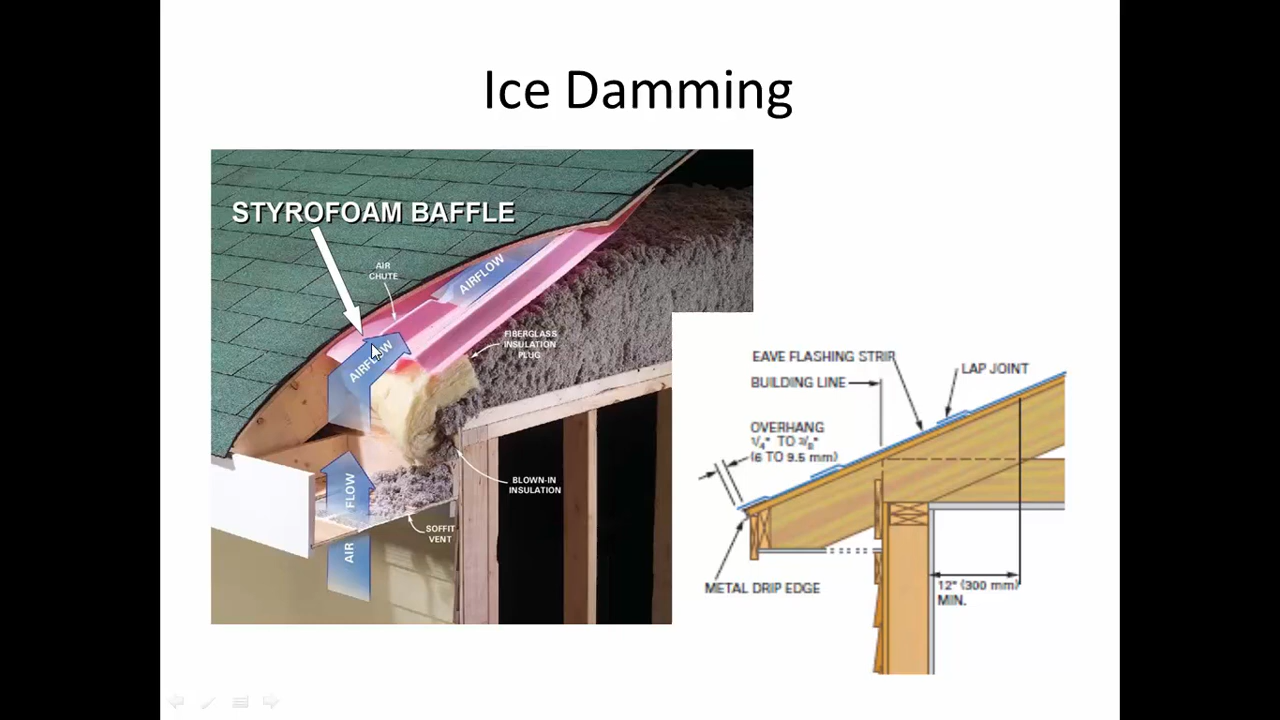 Ice Damming
STYROFOAM BAFFLE
AIR
CHUTE
AIRFLOW
AIRFLOW
FIBERGLASS
INSULATION
PLUG
BLOWN-IN
INSULATION
SOFFIT
VENT
AIR FLOW
EAVE FLASHING STRIP
BUILDING LINE
LAP JOINT
OVERHANG
1/4" TO 3/8"
(6 TO 9.5 mm)
METAL DRIP EDGE
12" (300 mm)
MIN.